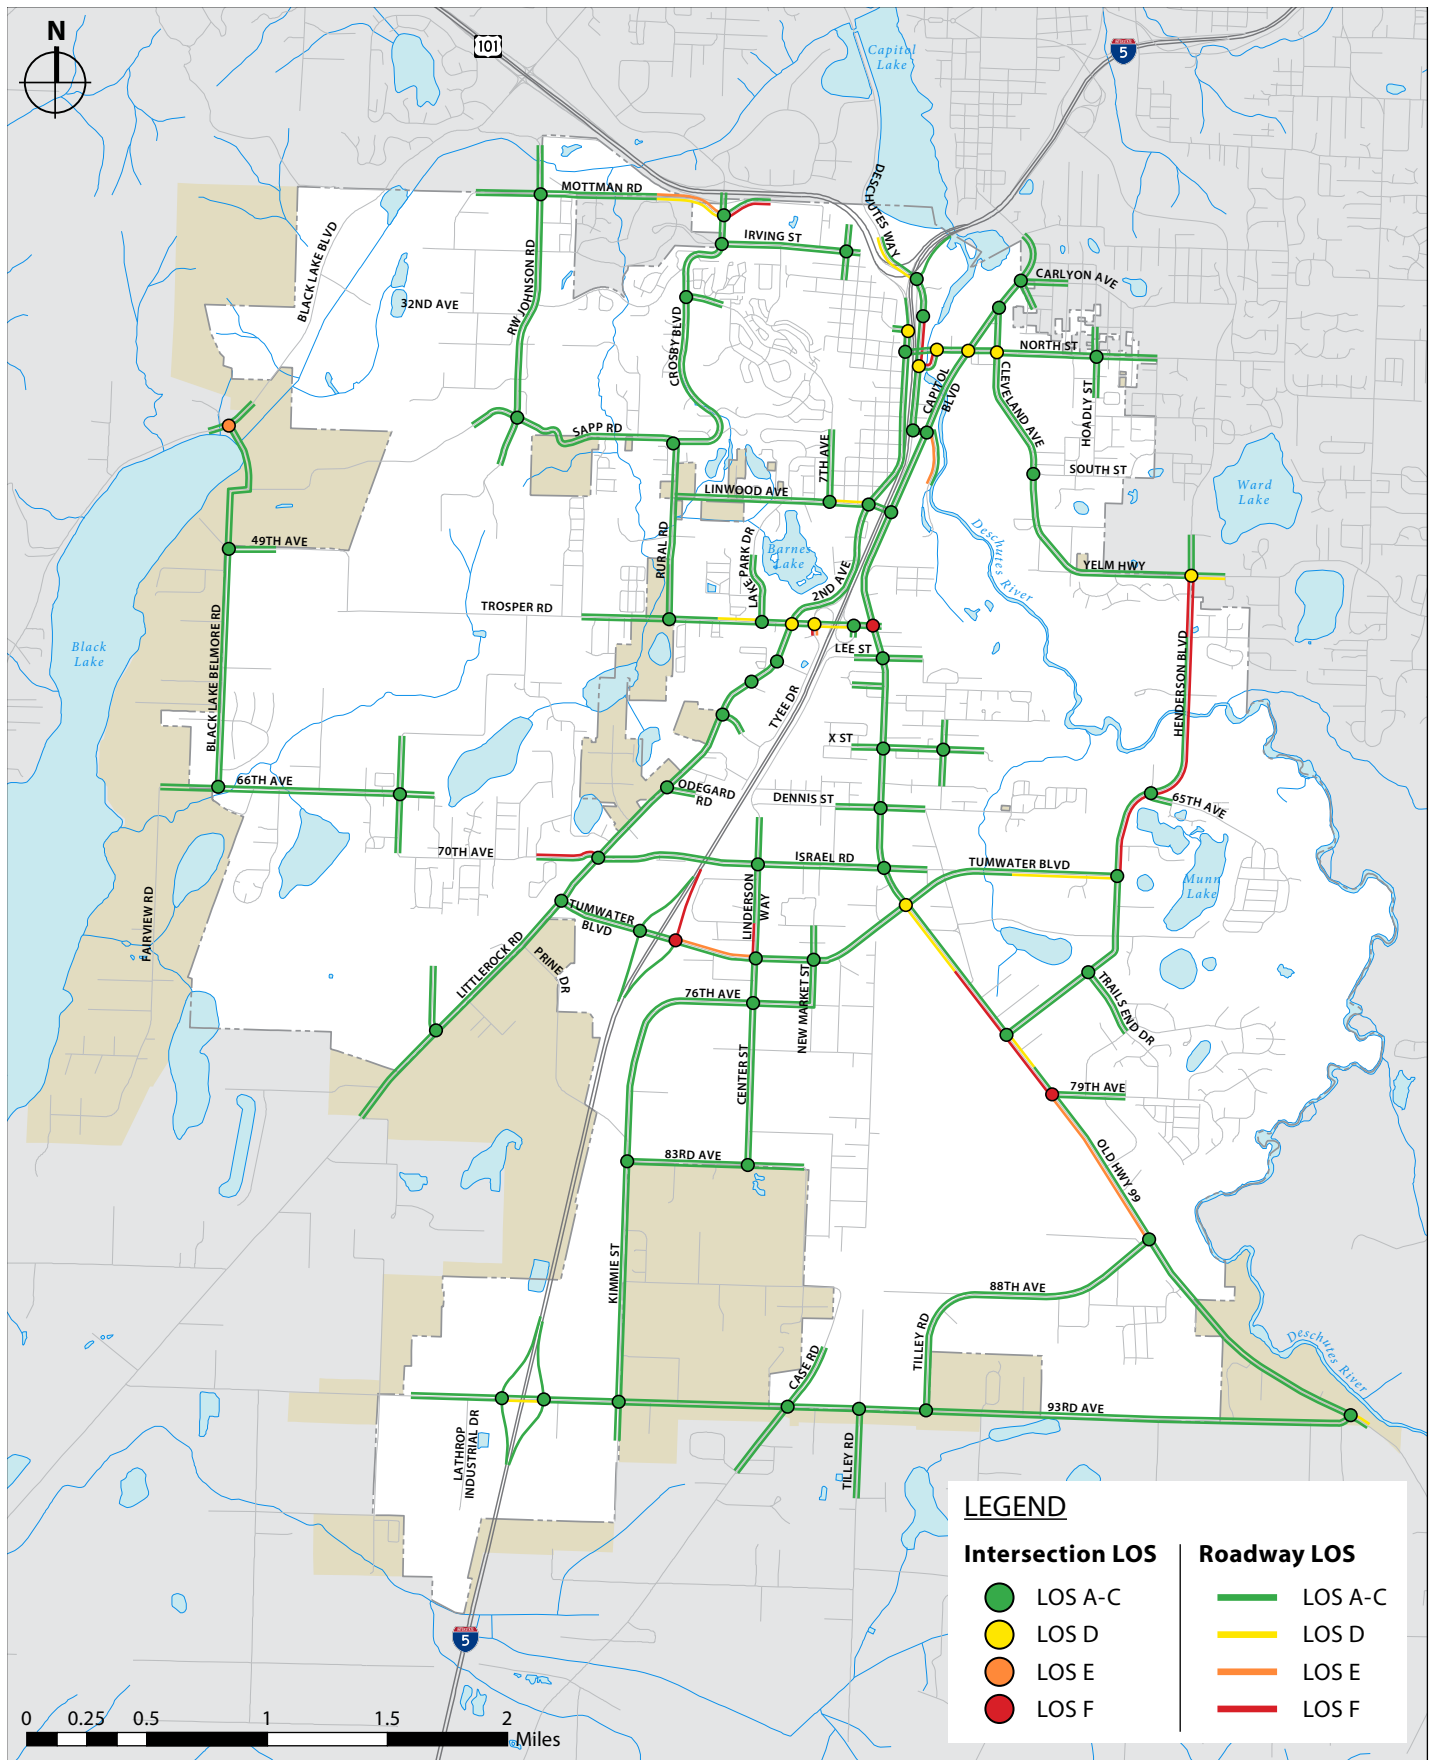 N
101
5
Capitol
Lake
DESCHUTES WAY
MOTTMAN RD
IRVING ST
BLACK LAKE BLVD
RW JOHNSON RD
32ND AVE
CROSBY BLVD
CARLYON AVE
NORTH ST
CAPITOL
BLVD
CLEVELAND AVE
HOADLY ST
SAPP RD
7TH AVE
SOUTH ST
LINWOOD AVE
Ward
Lake
49TH AVE
RURAL RD
LAKE PARK DR
Barnes
Lake
Deschutes
River
YELM HWY
2ND AVE
TROSPER RD
LEE ST
Black
Lake
BLACK LAKE BELMORE RD
HENDERSON BLVD
TYEE DR
X ST
66TH AVE
ODEGARD
RD
DENNIS ST
65TH AVE
70TH AVE
ISRAEL RD
TUMWATER BLVD
Munn
Lake
FAIRVIEW RD
TUMWATER
BLVD
LINDERSON
WAY
LITTLEROCK RD
PRINE DR
76TH AVE
NEW MARKET ST
TRAILS END DR
CENTER ST
79TH AVE
83RD AVE
OLD HWY 99
KIMMIE ST
88TH AVE
TILLEY RD
Deschutes
River
CASE RD
93RD AVE
LATHROP
INDUSTRIAL DR
TILLEY RD
LEGEND
Intersection LOS
Roadway LOS
LOS A-C
LOS A-C
LOS D
LOS D
LOS E
LOS E
LOS F
LOS F
5
0
0.25
0.5
1
1.5
2
Miles